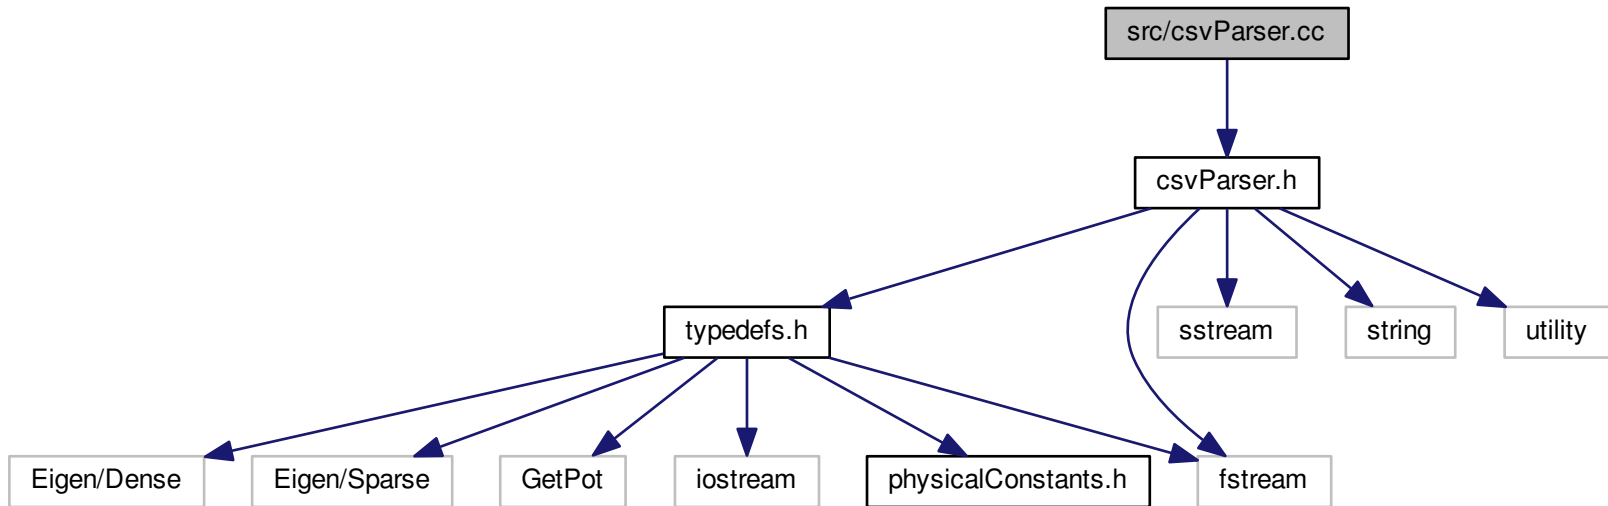 src/csvParser.cc
csvParser.h
typedefs.h
sstream
string
utility
Eigen/Dense
Eigen/Sparse
GetPot
iostream
physicalConstants.h
fstream